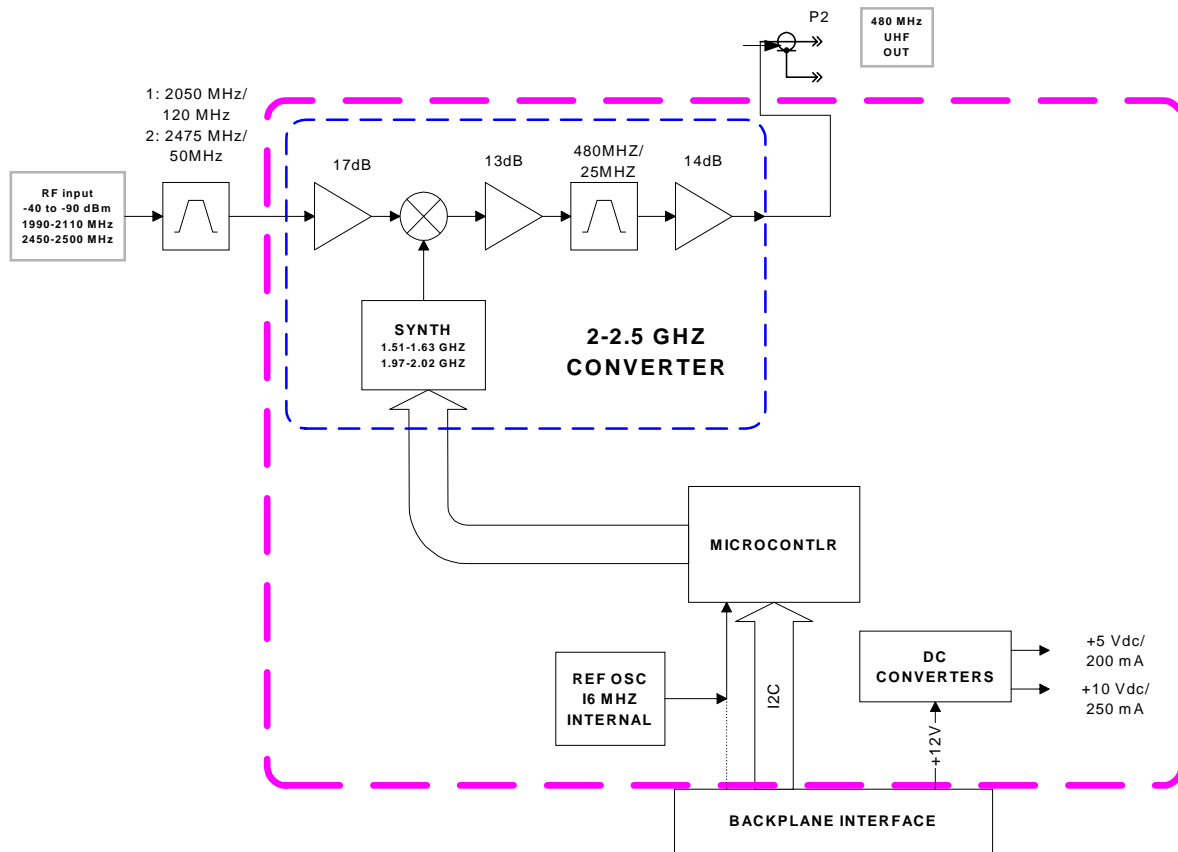 P2
480 MHz
UHF
OUT
1: 2050 MHz/
120 MHz
2: 2475 MHz/
50MHz
RF input
-40 to -90 dBm
1990-2110 MHz
2450-2500 MHz
17dB
13dB
480MHZ/
25MHZ
14dB
SYNTH
1.51-1.63 GHZ
1.97-2.02 GHZ
2-2.5 GHZ
CONVERTER
MICROCONTLR
REF OSC
I6 MHZ
INTERNAL
I2C
DC
CONVERTERS
+5 Vdc/
200 mA
+10 Vdc/
250 mA
+12V
BACKPLANE INTERFACE